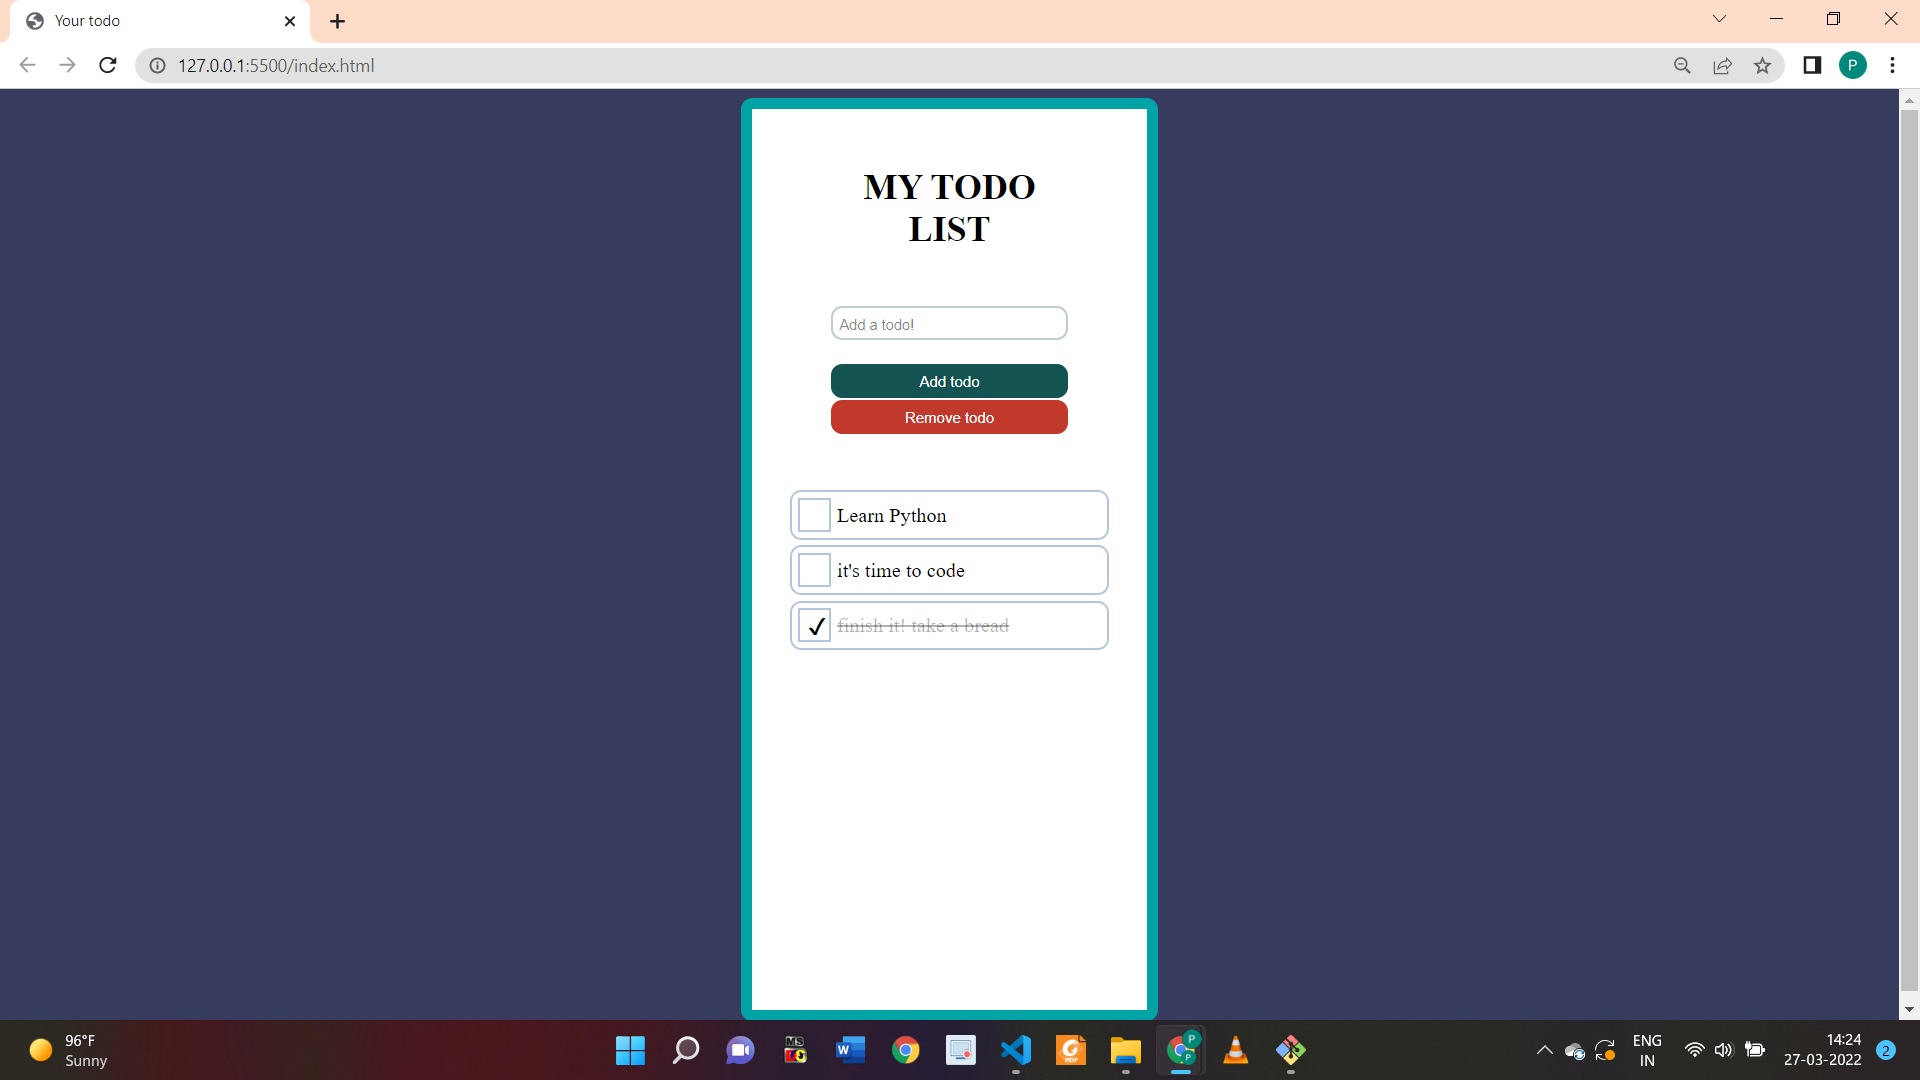 Your todo
127.0.0.1:5500/index.html
P
MY TODO
LIST
Add a todo!
Add todo
Remove todo
Learn Python
it's time to code
✓ finish it! take a bread
96°F
Sunny
MS
W
PDF
P
P
ENG
IN
14:24
27-03-2022
2